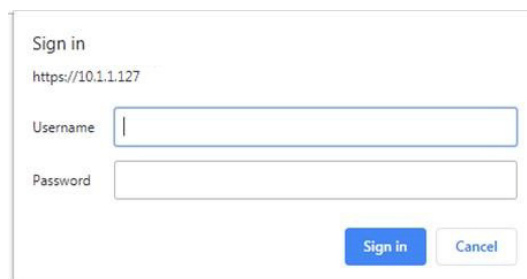 Sign in
https://10.1.1.127
Username
Password
Sign in Cancel